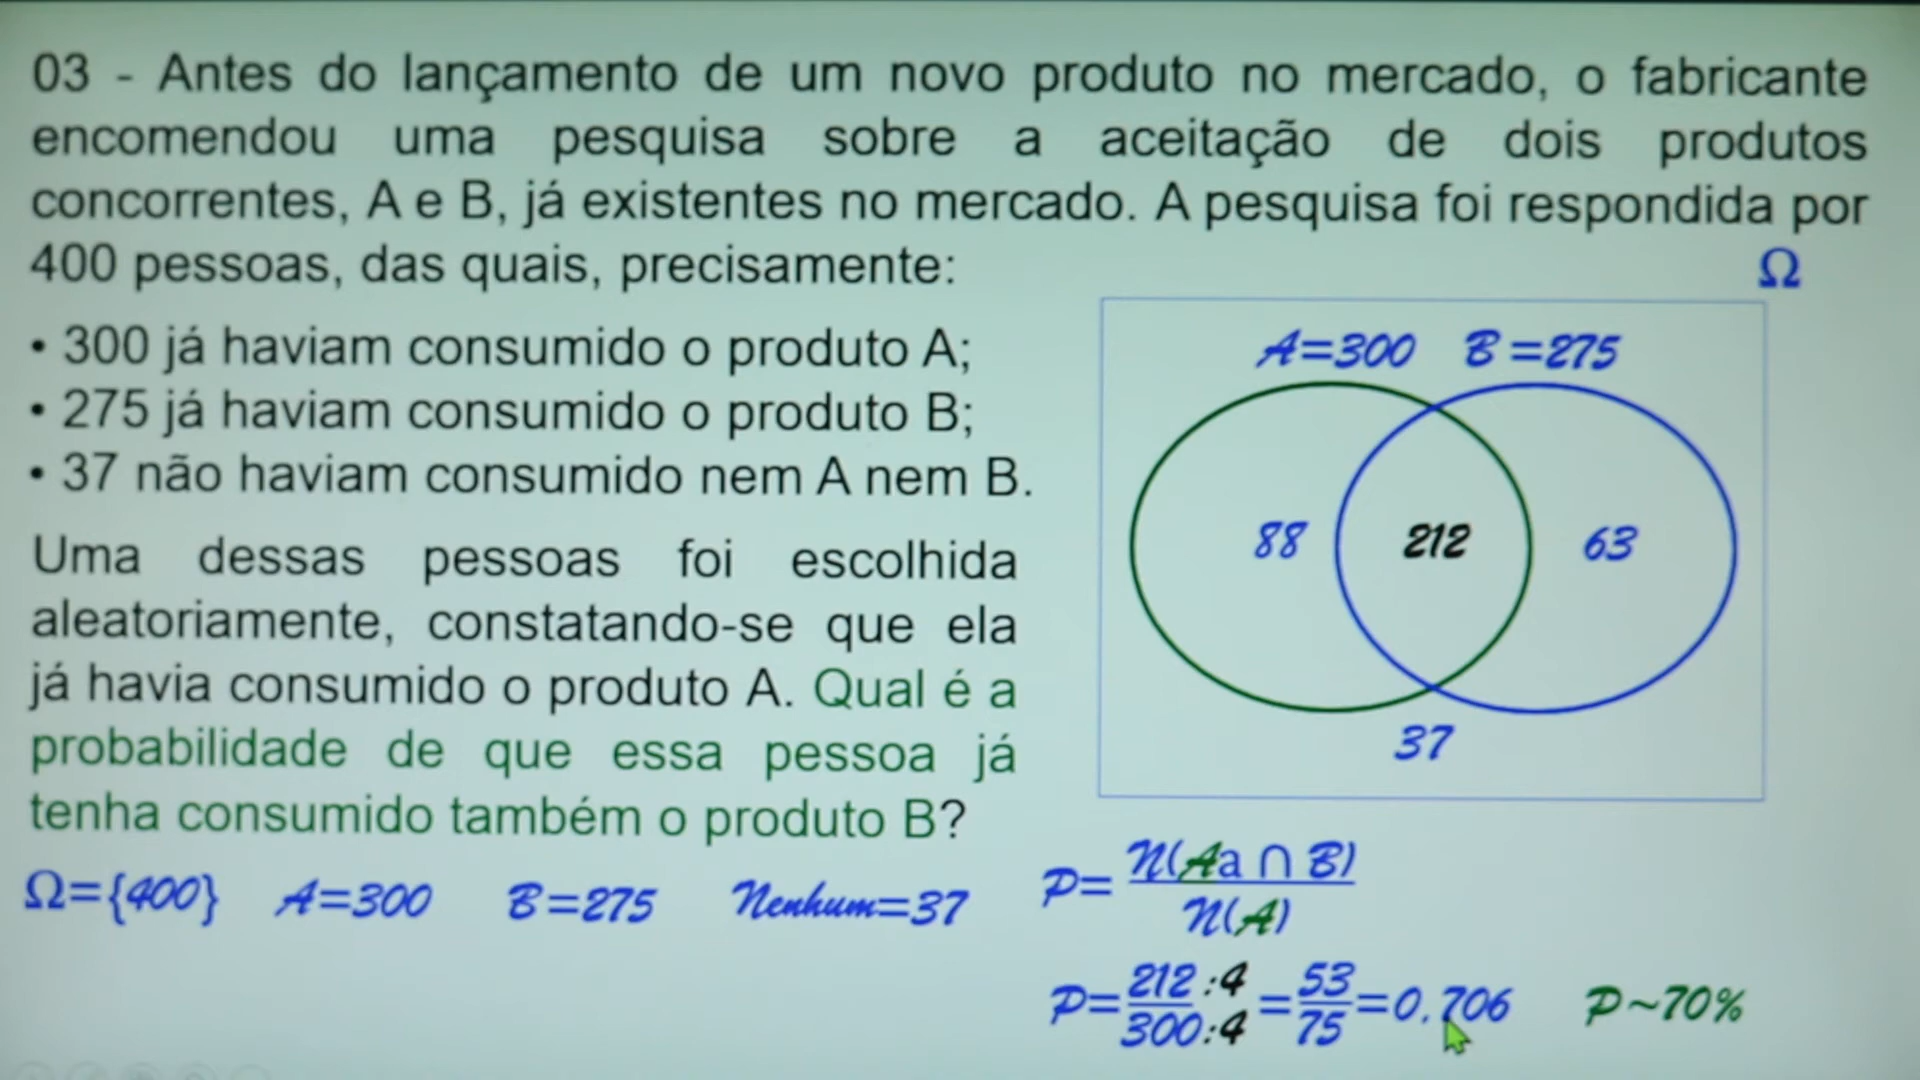 03 - Antes do lançamento de um novo produto no mercado, o fabricante
encomendou uma pesquisa sobre a aceitação de dois produtos
concorrentes, A e B, já existentes no mercado. A pesquisa foi respondida por
400 pessoas, das quais, precisamente:
Ω
• 300 já haviam consumido o produto A;
• 275 já haviam consumido o produto B;
• 37 não haviam consumido nem A nem B.
A=300 B=275
88 212 63
37
Uma dessas pessoas foi escolhida
aleatoriamente, constatando-se que ela
já havia consumido o produto A. Qual é a
probabilidade de que essa pessoa já
tenha consumido também o produto B?
Ω={400} A=300 B=275 Nenhum=37
P= N(Aa ∩ B)
N(A)
P= 212 :4 = 53 =0.706 P~70%
300:4 75